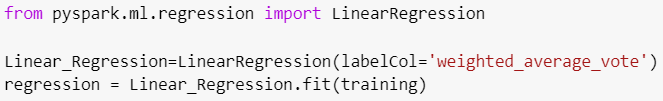 from pyspark.ml.regression import LinearRegression
Linear_Regression=LinearRegression(labelCol='weighted_average_vote')
regression = Linear_Regression.fit(training)